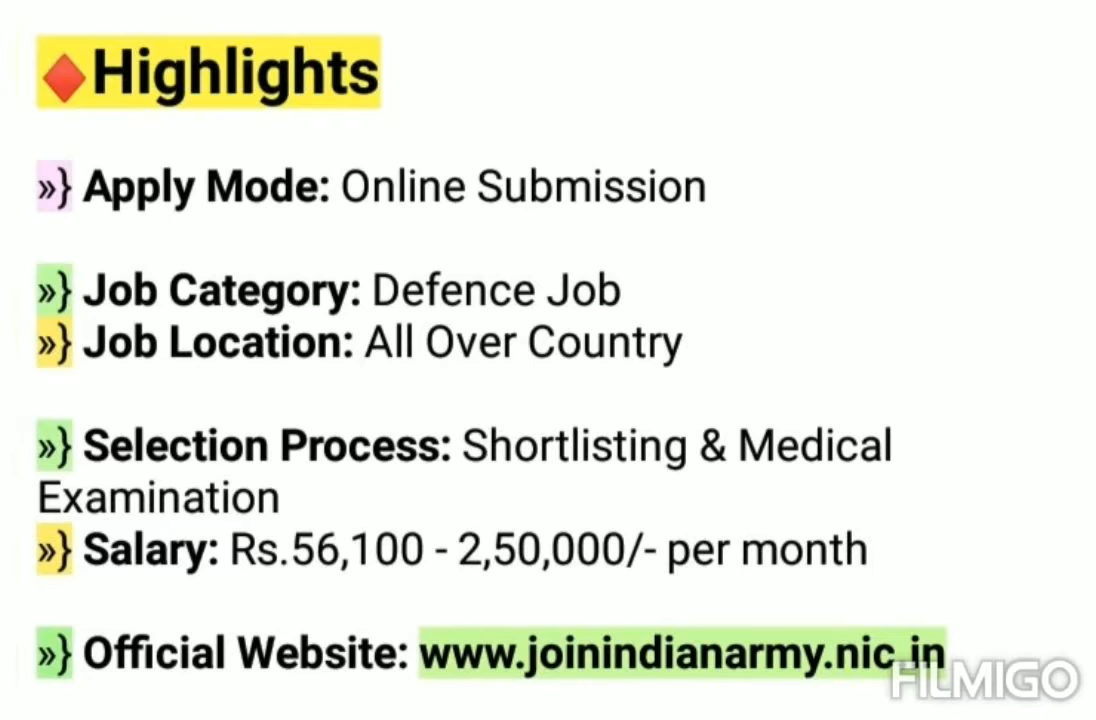 ♦Highlights
»} Apply Mode: Online Submission
»} Job Category: Defence Job
»} Job Location: All Over Country
»} Selection Process: Shortlisting & Medical
Examination
»} Salary: Rs.56,100 - 2,50,000/- per month
»} Official Website: www.joinindianarmy.nic.in
FILMIGO